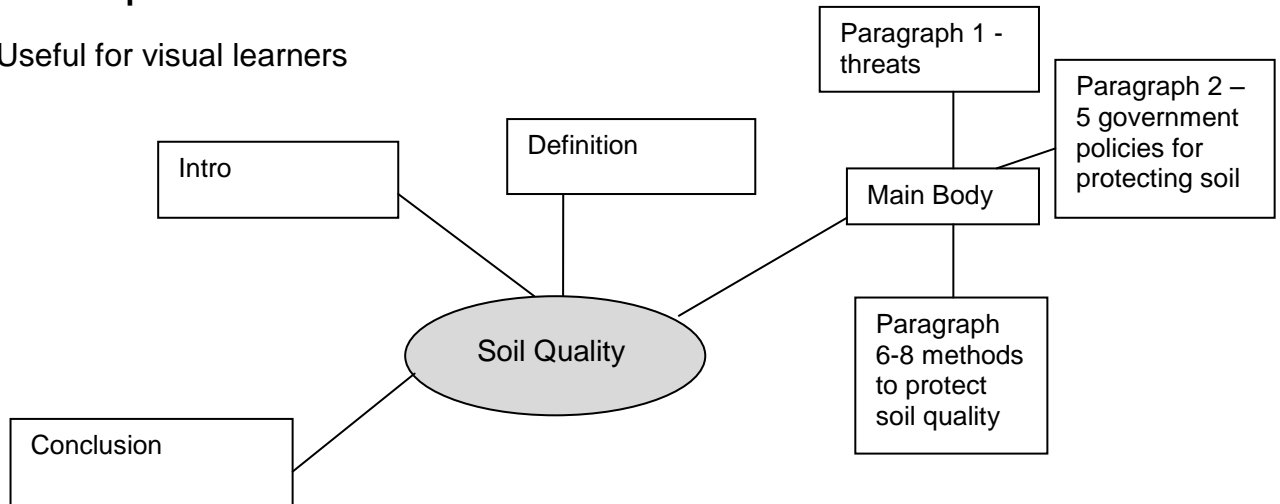 Useful for visual learners
Paragraph 1 -
threats
Paragraph 2 –
5 government
policies for
protecting soil
Intro
Definition
Main Body
Soil Quality
Paragraph
6-8 methods
to protect
soil quality
Conclusion